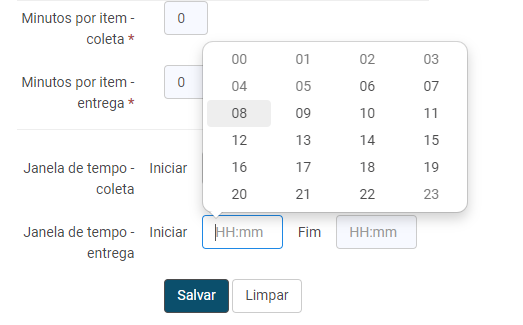 Minutos por item -
coleta *
0
Minutos por item -
entrega *
0
00 01 02 03
04 05 06 07
08 09 10 11
12 13 14 15
16 17 18 19
20 21 22 23
Janela de tempo -
coleta
Iniciar
Janela de tempo -
entrega
Iniciar HH:mm Fim HH:mm
Salvar Limpar